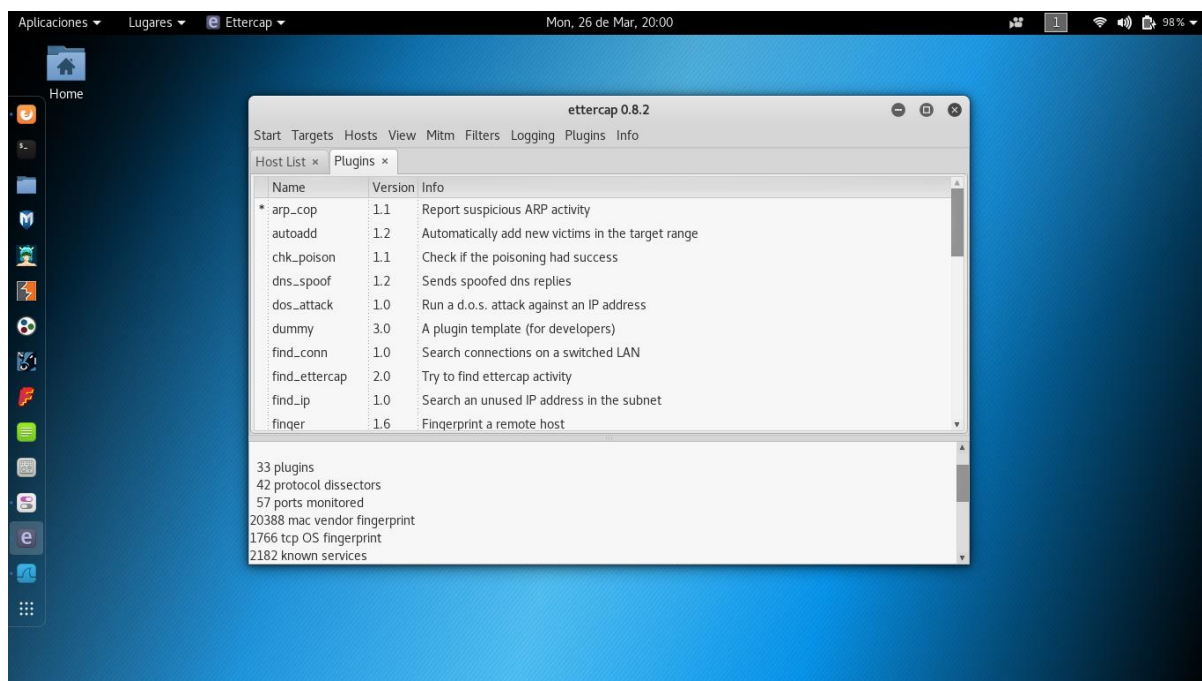 Aplicaciones Lugares Ettercap Mon, 26 de Mar, 20:00 1 98%
Home
ettercap 0.8.2
Start Targets Hosts View Mitm Filters Logging Plugins Info
Host List × Plugins ×
Name Version Info
* arp_cop 1.1 Report suspicious ARP activity
autoadd 1.2 Automatically add new victims in the target range
chk_poison 1.1 Check if the poisoning had success
dns_spoof 1.2 Sends spoofed dns replies
dos_attack 1.0 Run a d.o.s. attack against an IP address
dummy 3.0 A plugin template (for developers)
find_conn 1.0 Search connections on a switched LAN
find_ettercap 2.0 Try to find ettercap activity
find_ip 1.0 Search an unused IP address in the subnet
finger 1.6 Fingerprint a remote host
33 plugins
42 protocol dissectors
57 ports monitored
20388 mac vendor fingerprint
1766 tcp OS fingerprint
2182 known services